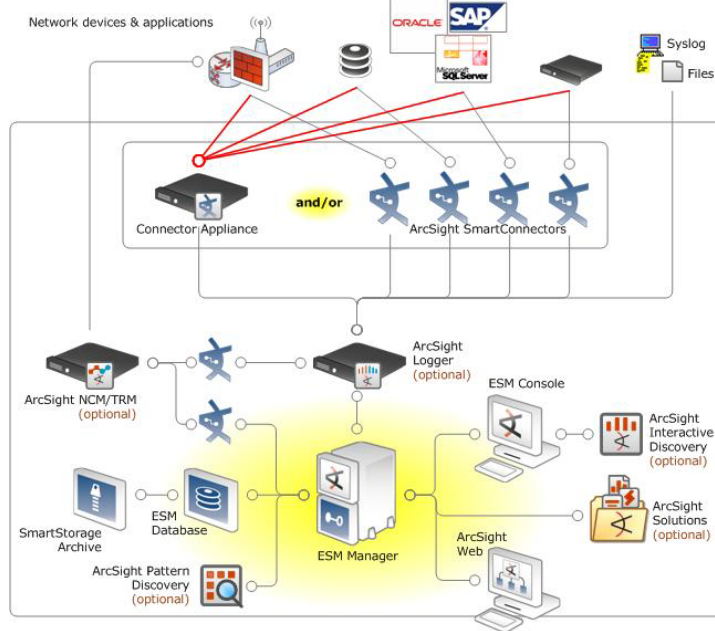 Network devices & applications
ORACLE
SAP
Microsoft
SQL Server
Syslog
Files
Connector Appliance
and/or
ArcSight SmartConnectors
ArcSight NCM/TRM
(optional)
ArcSight
Logger
(optional)
ESM Console
ArcSight
Interactive
Discovery
(optional)
SmartStorage
Archive
ESM
Database
ESM Manager
ArcSight
Solutions
(optional)
ArcSight Pattern
Discovery
(optional)
ArcSight
Web